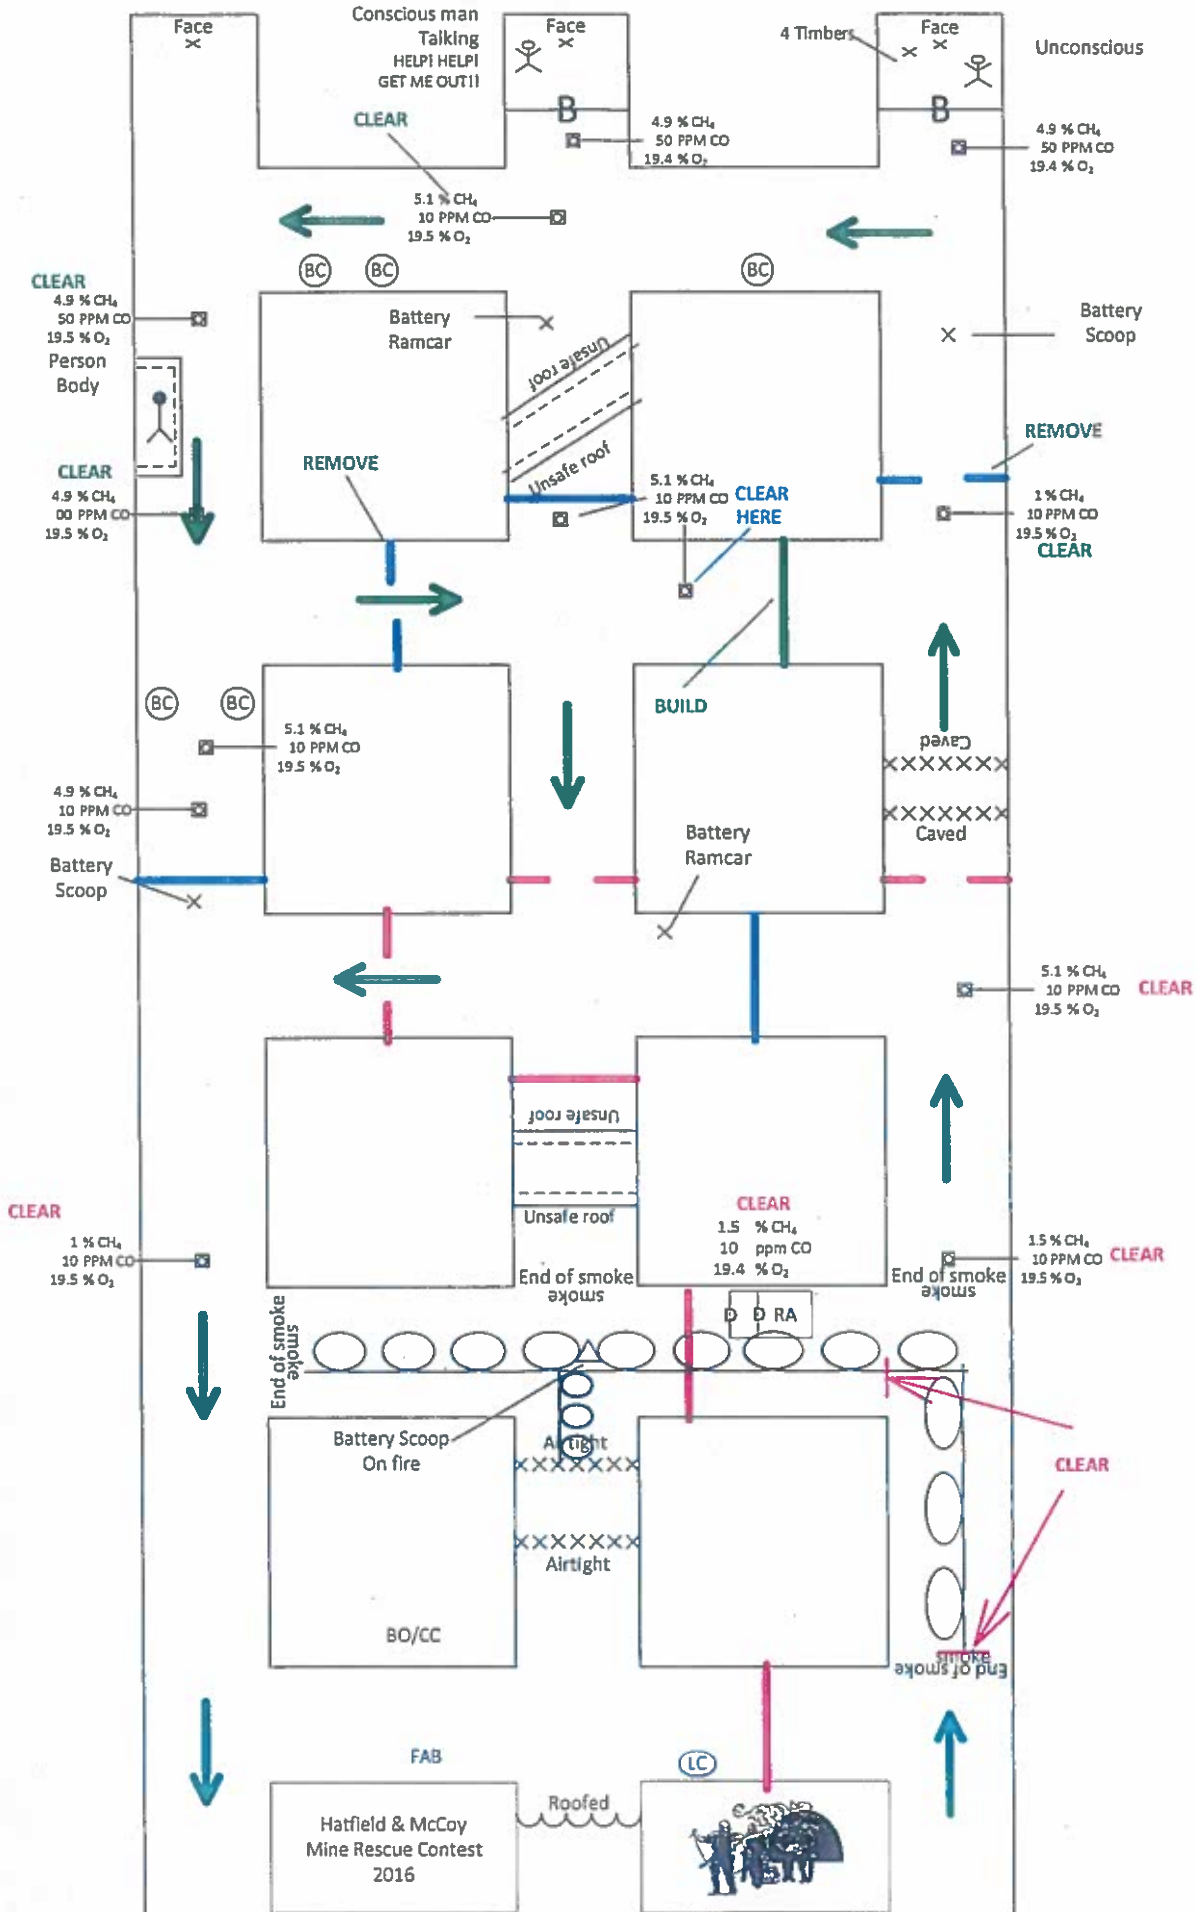 Face
Conscious man
Talking
HELP! HELP!
GET ME OUT!!
Face
4 Timbers
Face
Unconscious
B
B
CLEAR
4.9 % CH₄
50 PPM CO
19.4 % O₂
4.9 % CH₄
50 PPM CO
19.4 % O₂
5.1 % CH₄
10 PPM CO
19.5 % O₂
BC
BC
BC
CLEAR
4.9 % CH₄
50 PPM CO
19.5 % O₂
Person
Body
Battery
Ramcar
Unsafe roof
Unsafe roof
Battery
Scoop
REMOVE
REMOVE
CLEAR
4.9 % CH₄
00 PPM CO
19.5 % O₂
5.1 % CH₄
10 PPM CO
19.5 % O₂
CLEAR
HERE
1 % CH₄
10 PPM CO
19.5 % O₂
CLEAR
BUILD
BC
BC
5.1 % CH₄
10 PPM CO
19.5 % O₂
Caved
Caved
4.9 % CH₄
10 PPM CO
19.5 % O₂
Battery
Scoop
Battery
Ramcar
5.1 % CH₄
10 PPM CO
19.5 % O₂
CLEAR
Unsafe roof
Unsafe roof
CLEAR
1 % CH₄
10 PPM CO
19.5 % O₂
CLEAR
1.5 % CH₄
10 ppm CO
19.4 % O₂
1.5 % CH₄
10 PPM CO
19.5 % O₂
CLEAR
End of smoke
smoke
End of smoke
smoke
End of smoke
smoke
D D RA
Battery Scoop
On fire
Airtight
Airtight
CLEAR
BO/CC
smoke
End of smoke
FAB
LC
Roofed
Hatfield & McCoy
Mine Rescue Contest
2016